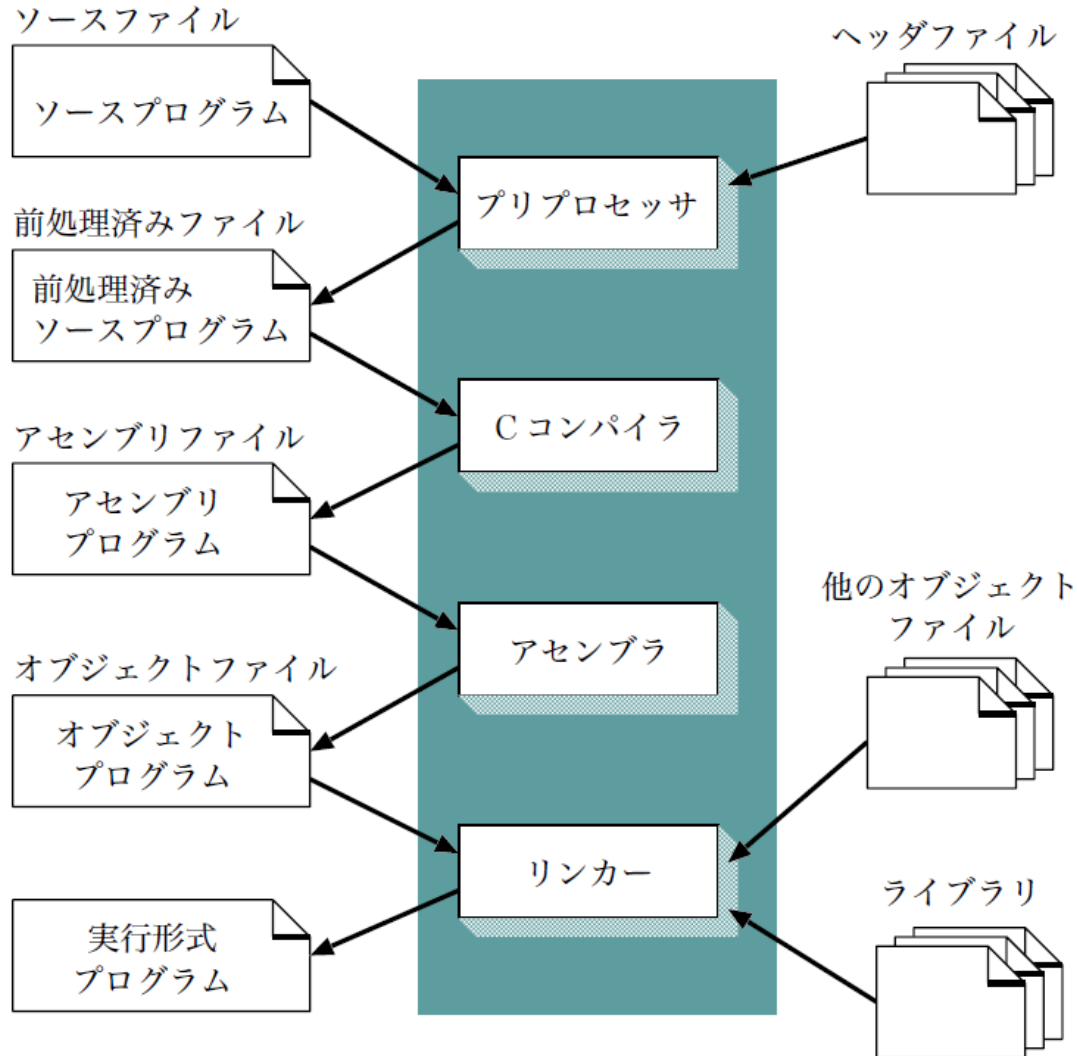 ソースファイル
ソースプログラム
ヘッダファイル
プリプロセッサ
前処理済みファイル
前処理済み
ソースプログラム
Cコンパイラ
アセンブリファイル
アセンブリ
プログラム
アセンブラ
他のオブジェクト
ファイル
オブジェクトファイル
オブジェクト
プログラム
リンカー
ライブラリ
実行形式
プログラム